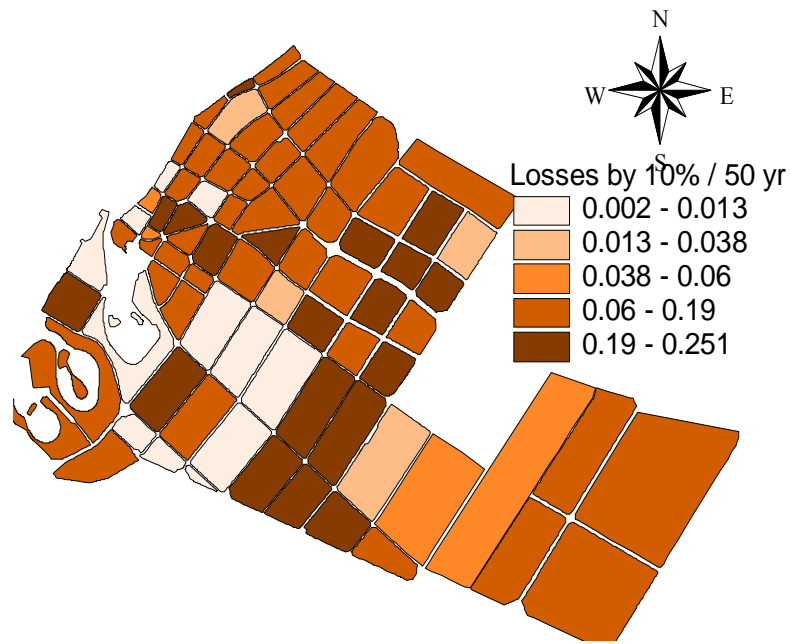 N
W E
S
Losses by 10% / 50 yr
0.002 - 0.013
0.013 - 0.038
0.038 - 0.06
0.06 - 0.19
0.19 - 0.251